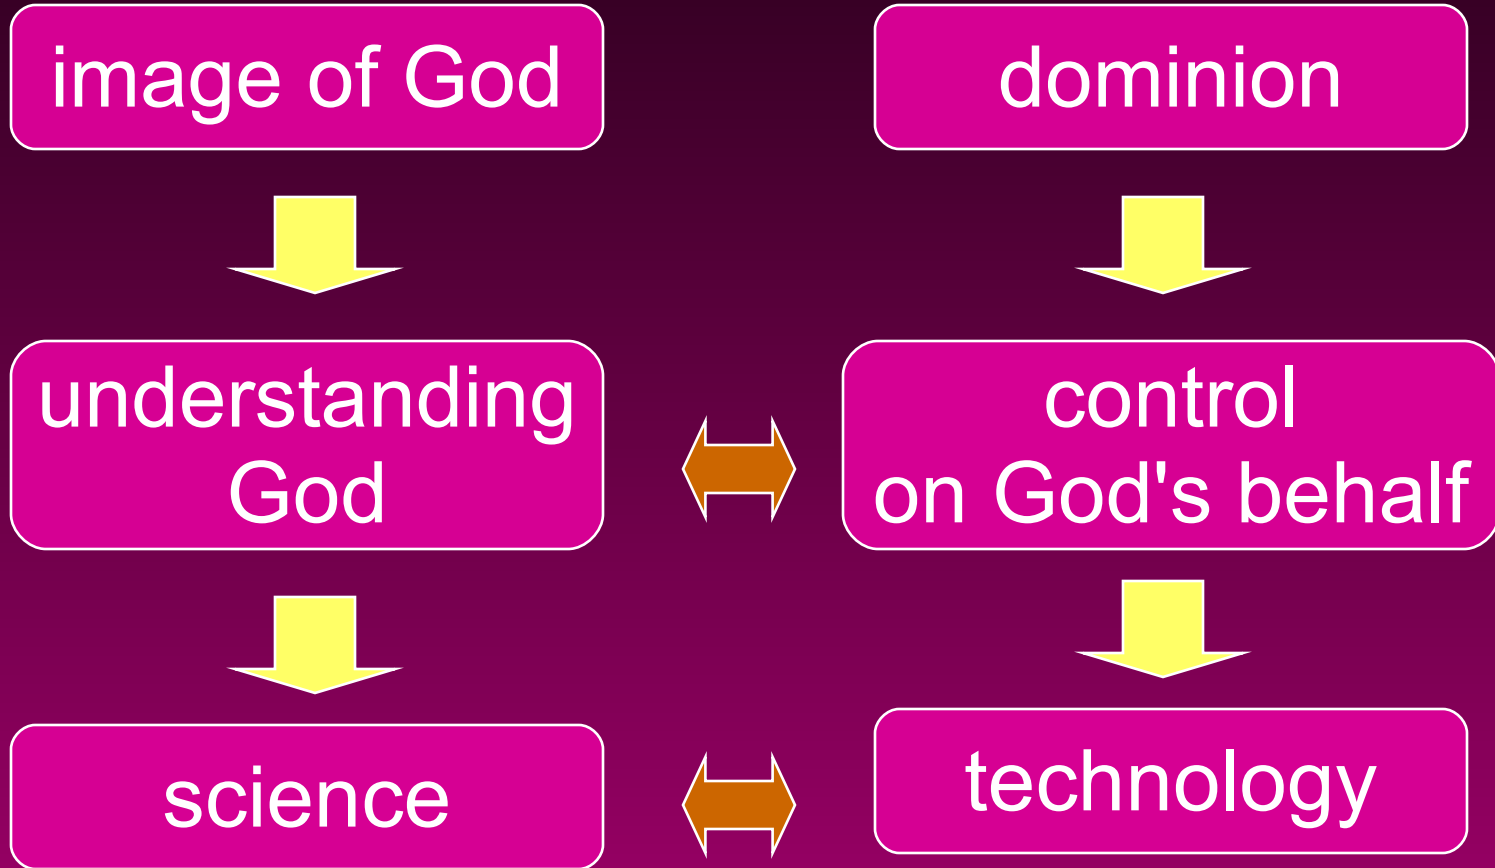 image of God
dominion
understanding
God
control
on God's behalf
science
technology